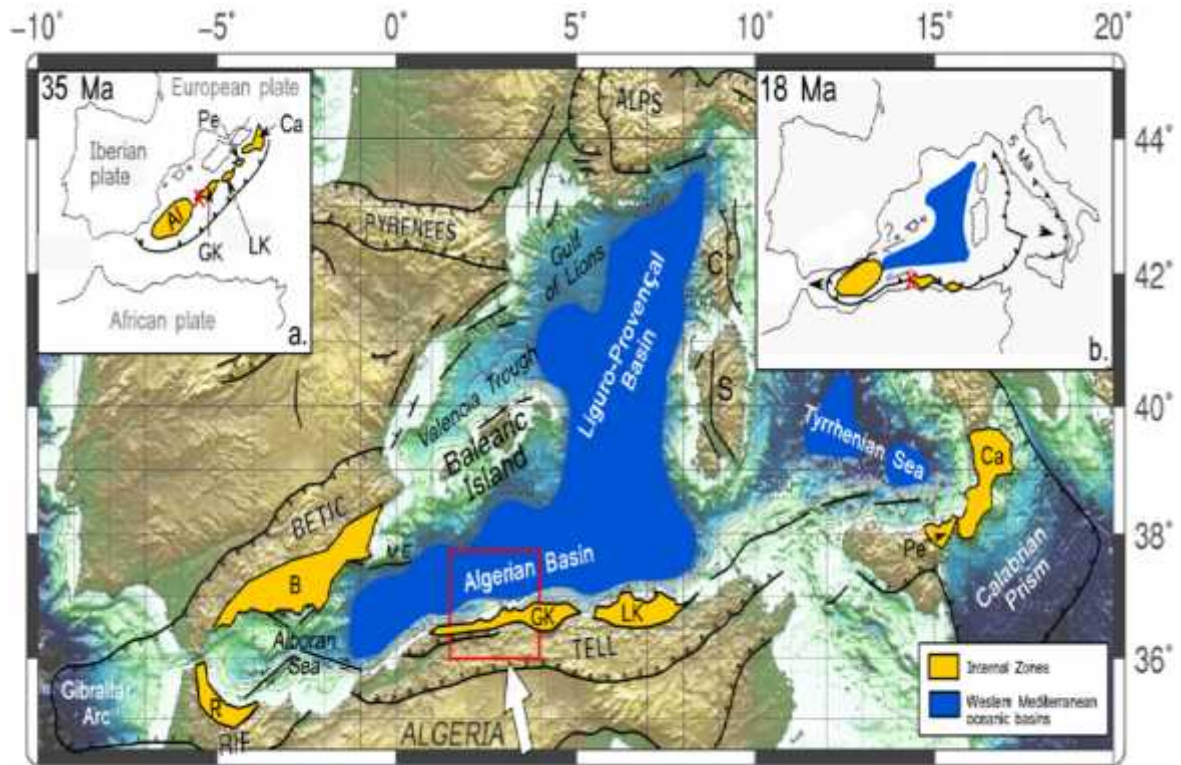 -10° -5° 0° 5° 10° 15° 20°
35 Ma
European plate
Pe
Ca
Iberian
plate
Al
GK
LK
African plate
a.
18 Ma
5 Ma
?
b.
44°
42°
40°
38°
36°
ALPS
PYRENEES
Gulf
of Lions
C
Liguro-Provençal
Basin
S
Valencia Trough
Balearic
Island
Tyrrhenian Sea
Ca
Pe
BETIC
B
Algerian Basin
Calabrian
Prism
GK
LK
TELL
Alboran
Sea
Gibraltar
Arc
R
RIF
ALGERIA
Internal Zones
Western Mediterranean
oceanic basins